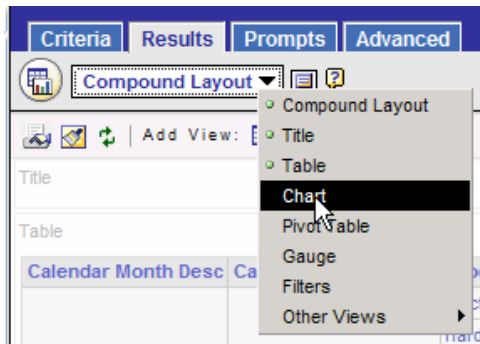 Criteria Results Prompts Advanced
Compound Layout
Compound Layout
Add View:
Title
Title
Table
Chart
Table
Pivot Table
Gauge
Calendar Month Desc Ca
Filters
Other Views